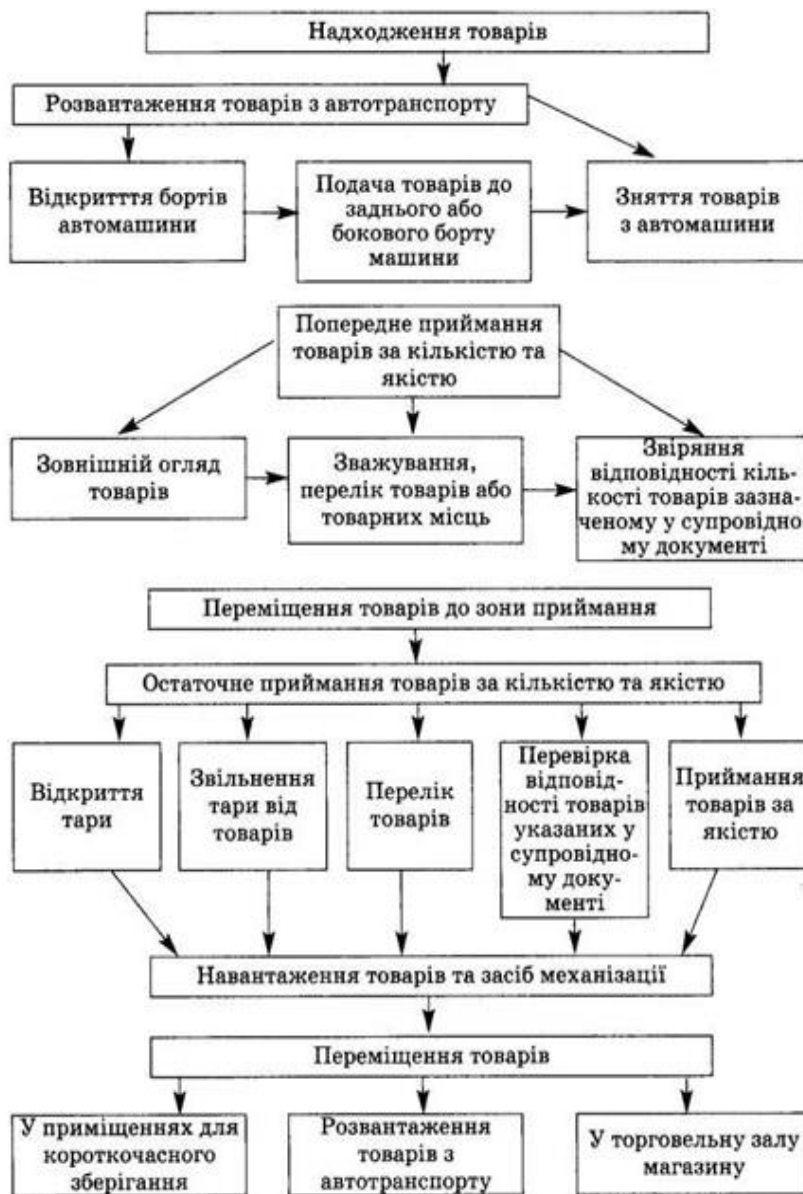 Надходження товарів
Розвантаження товарів з автотранспорту
Відкритття бортів
автомашини
Подача товарів до
заднього або
бокового борту
машини
Зняття товарів
з автомашини
Попереднє приймання
товарів за кількістю та
якістю
Зовнішній огляд
товарів
Зважування,
перелік товарів або
товарних місць
Звіряння
відповідності кіль-
кості товарів зазна-
ченому у супровідно
му документі
Переміщення товарів до зони приймання
Остаточне приймання товарів за кількістю та якістю
Відкриття
тари
Звільнення
тари від
товарів
Перелік
товарів
Перевірка
відповід-
ності товарів
указаних у
супровідно-
му доку-
менті
Приймання
товарів за
якістю
Навантаження товарів та засіб механізації
Переміщення товарів
У приміщеннях для
короткочасного
зберігання
Розвантаження
товарів з
автотранспорту
У торговельну залу
магазину